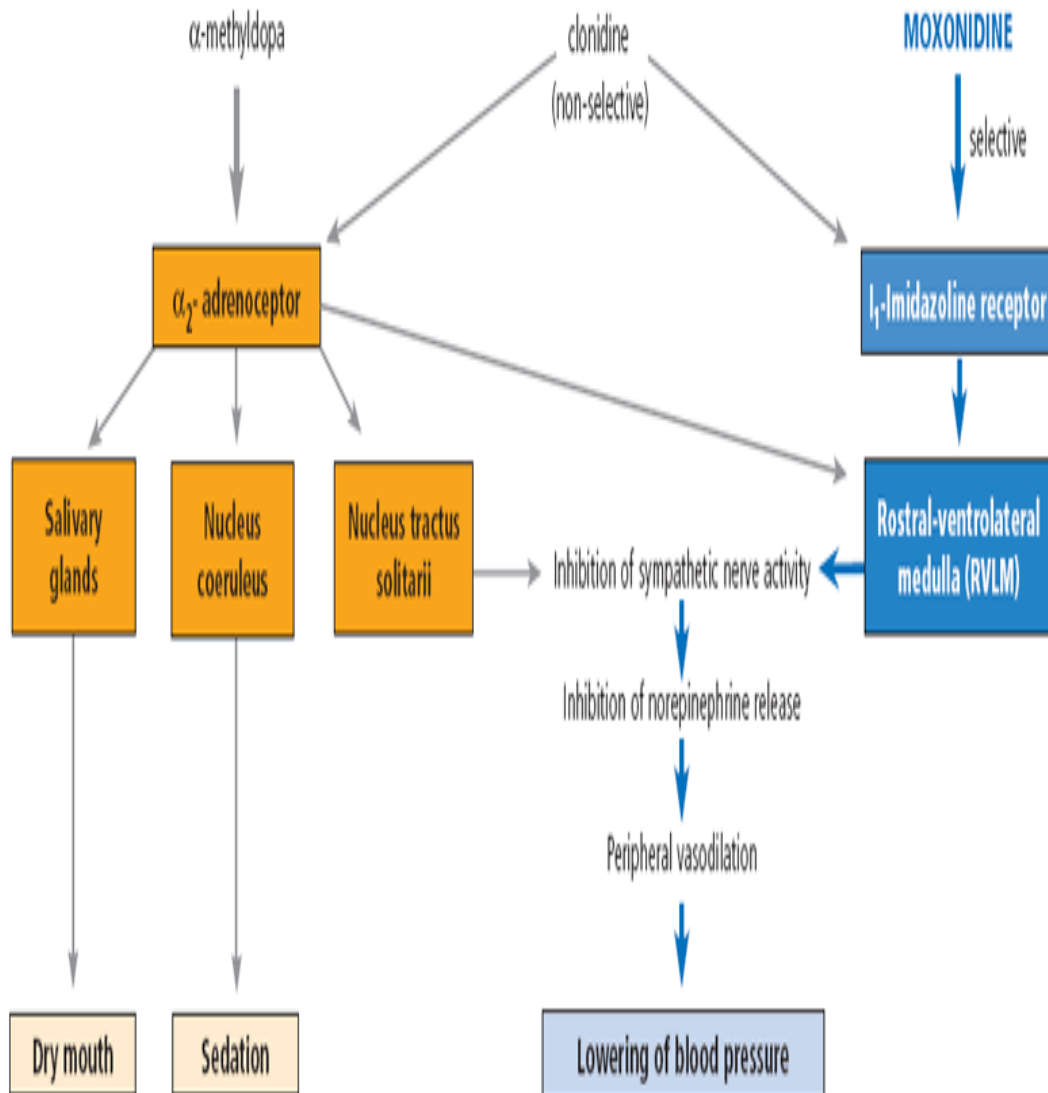 α-methyldopa
clonidine
(non-selective)
MOXONIDINE
selective
α₂- adrenoceptor
I₁-Imidazoline receptor
Salivary
glands
Nucleus
coeruleus
Nucleus tractus
solitarii
Rostral-ventrolateral
medulla (RVLM)
Inhibition of sympathetic nerve activity
Inhibition of norepinephrine release
Peripheral vasodilation
Dry mouth
Sedation
Lowering of blood pressure